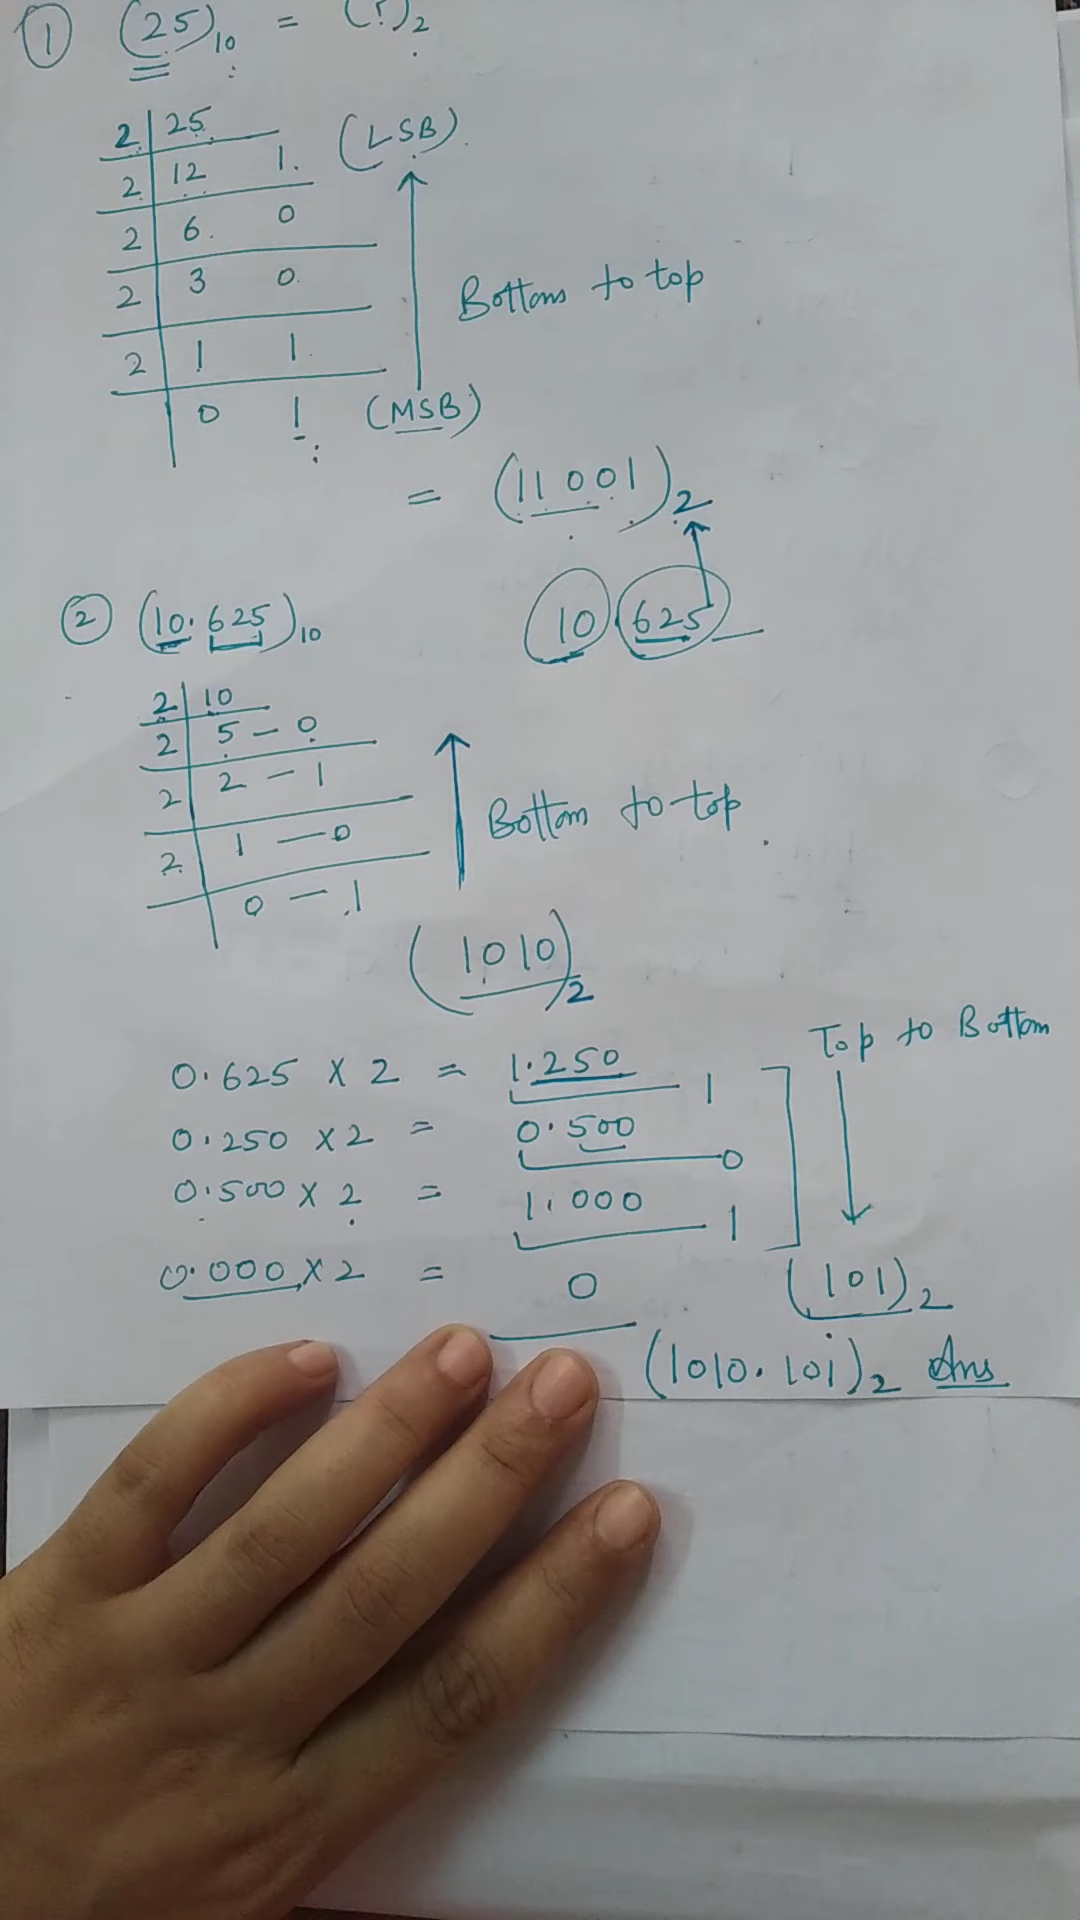 ① (25)₁₀ = (?)₂
2 | 25
2 | 12 1. (LSB)
2 | 6. 0
2 | 3 0.
2 | 1 1.
0 1 (MSB)
Bottom to top
= (11001)₂
② (10.625)₁₀
10.625
2 | 10
2 | 5 — 0
2 | 2 — 1
2 | 1 — 0
0 — 1
Bottom to top
(1010)₂
Top to Bottom
0.625 X 2 = 1.250 1
0.250 X 2 = 0.500 0
0.500 X 2 = 1.000 1
0.000 X 2 = 0
(101)₂
(1010.101)₂ Ans